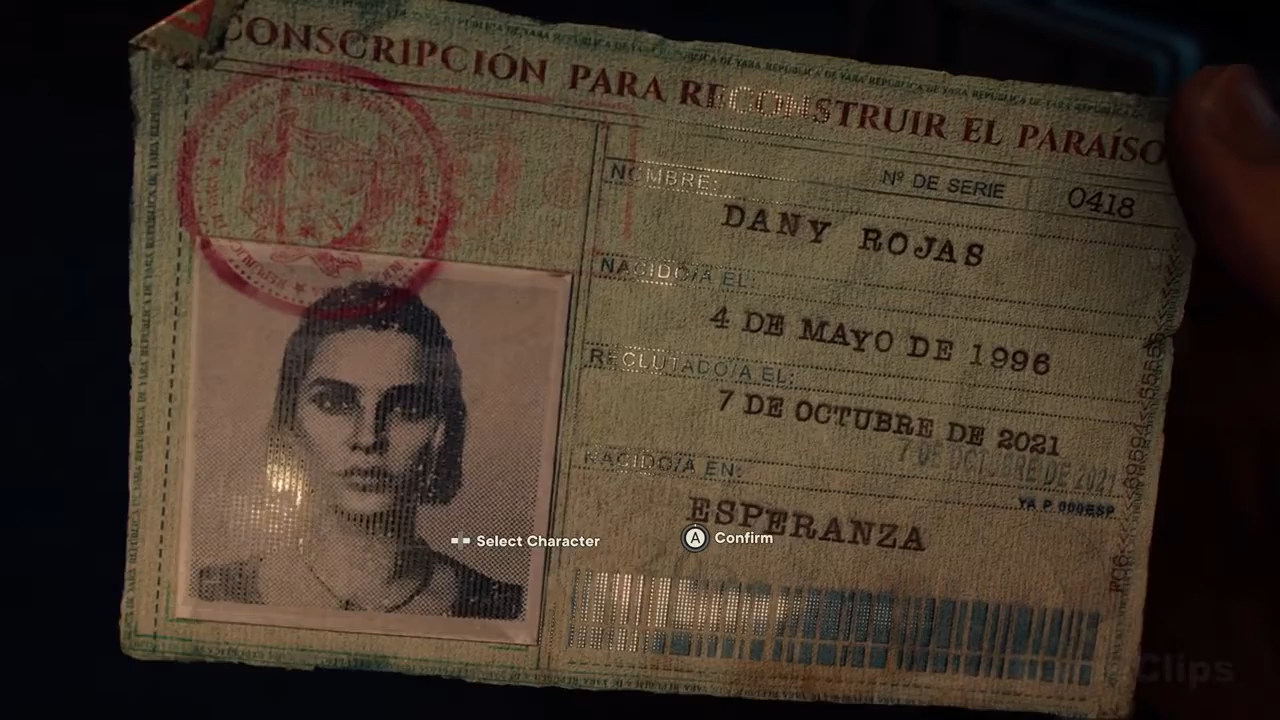 CONSCRIPCIÓN PARA RECONSTRUIR EL PARAÍSO
NOMBRE:
Nº DE SERIE
0418
DANY ROJAS
NACIDO/A EL:
4 DE MAYO DE 1996
RECLUTADO/A EL:
7 DE OCTUBRE DE 2021
7 DE OCTUBRE DE 2021
NACIDO/A EN:
YA P 000ESP
ESPERANZA
Select Character
A Confirm
Clips